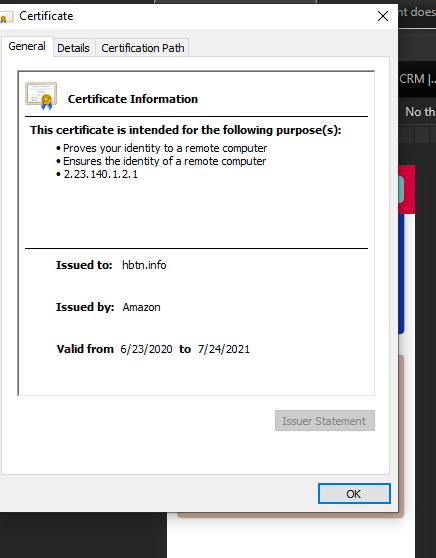 Certificate
nt does
General
Details
Certification Path
CRM |..
No th
Certificate Information
This certificate is intended for the following purpose(s):
• Proves your identity to a remote computer
• Ensures the identity of a remote computer
• 2.23.140.1.2.1
Issued to: hbtn.info
Issued by: Amazon
Valid from 6/23/2020 to 7/24/2021
Issuer Statement
OK